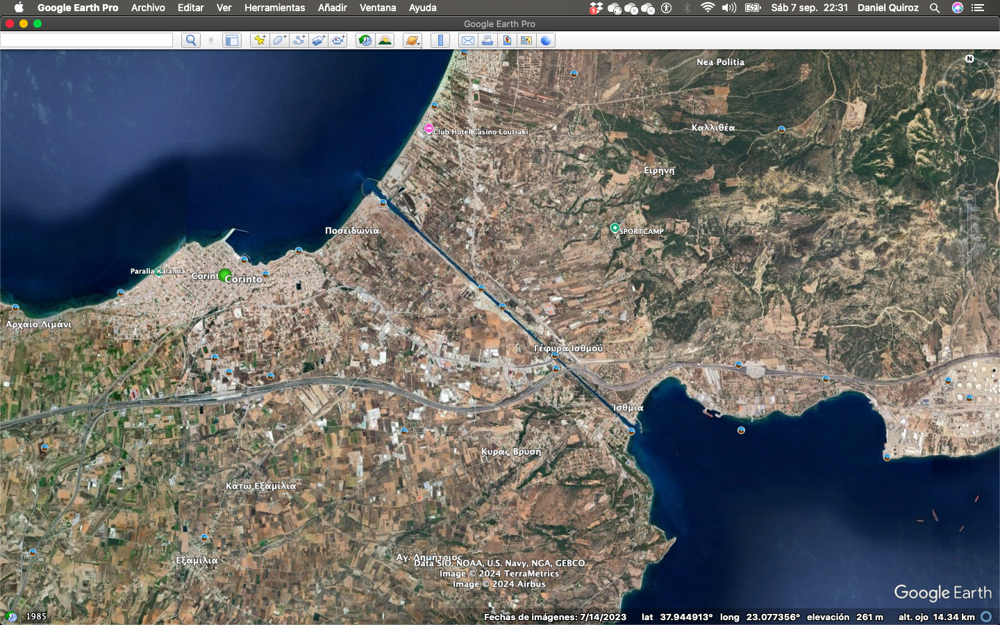 Google Earth Pro Archivo Editar Ver Herramientas Añadir Ventana Ayuda 1 Sáb 7 sep. 22:31 Daniel Quiroz
Google Earth Pro
N
Nea Politia
Καλλιθέα
Club Hotel Casino Loutraki
Ειρήνη
Ποσειδωνία
SPORTCAMP
Paralia Kalamia
Corint
Corinto
Αρχαίο Λιμάνι
Γέφυρα Ισθμού
Ίσθμια
Κυράς Βρύση
Κάτω Εξαμίλια
Εξαμίλια
Αγ. Δημήτριος
Data SIO, NOAA, U.S. Navy, NGA, GEBCO
Image © 2024 TerraMetrics
Image © 2024 Airbus
Google Earth
1985
Fechas de imágenes: 7/14/2023 lat 37.944913° long 23.077356° elevación 261 m alt. ojo 14.34 km